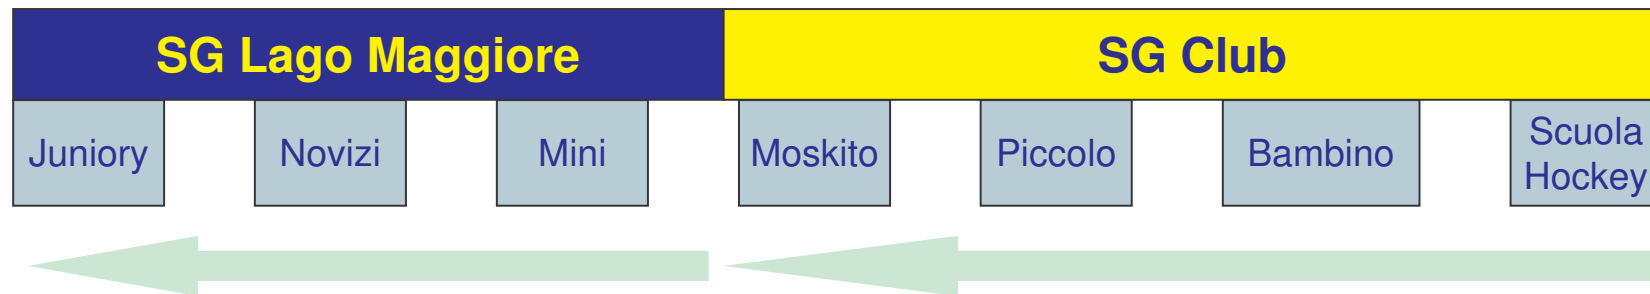 SG Lago Maggiore
SG Club
Juniory
Novizi
Mini
Moskito
Piccolo
Bambino
Scuola
Hockey